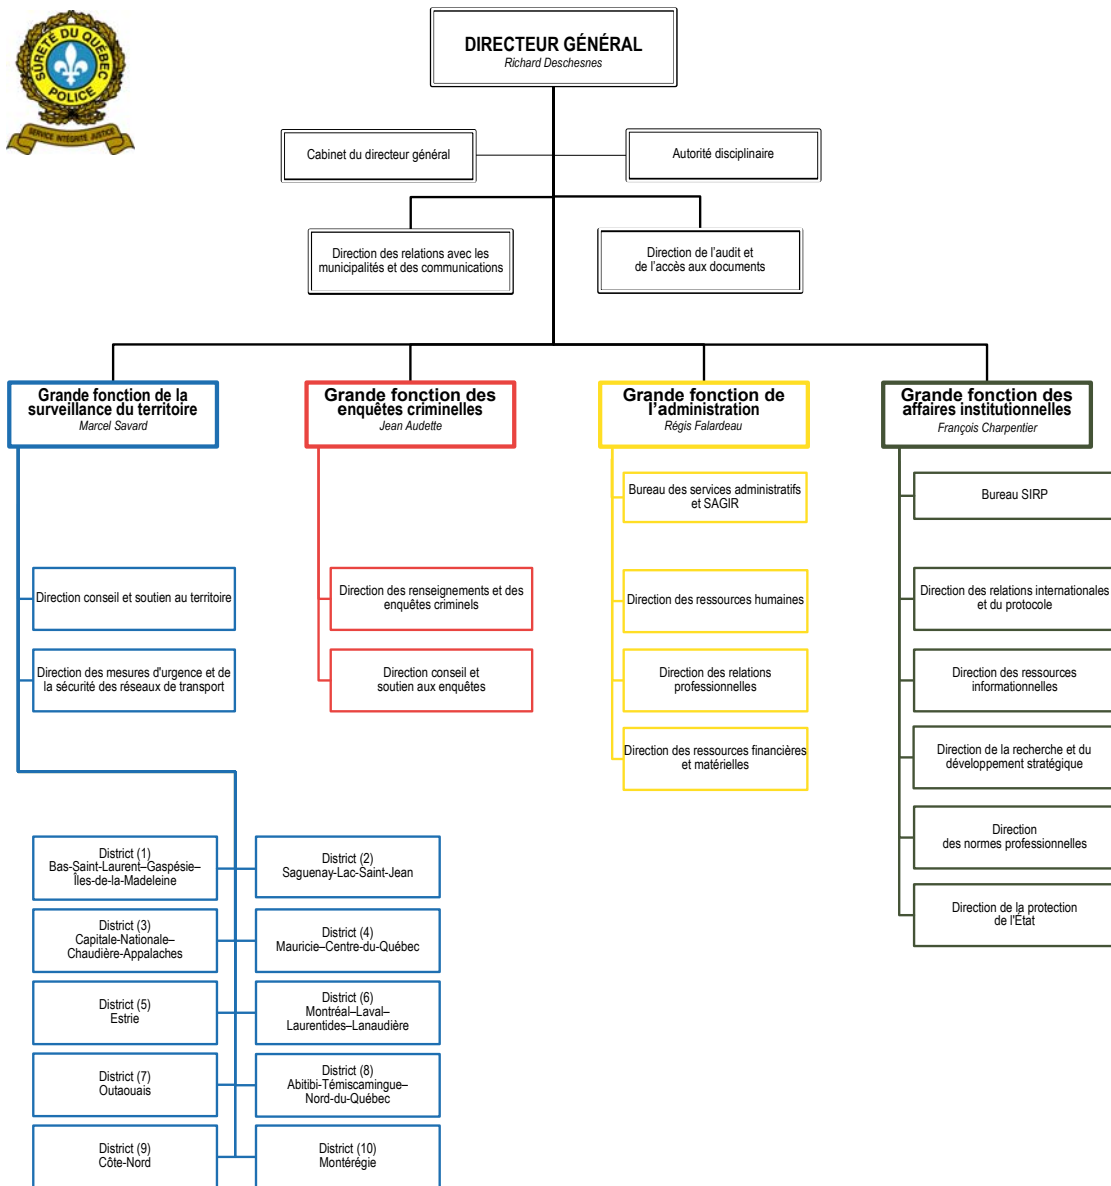 SÛRETÉ DU QUÉBEC
POLICE
SERVICE INTÉGRITÉ JUSTICE
DIRECTEUR GÉNÉRAL
Richard Deschesnes
Cabinet du directeur général
Autorité disciplinaire
Direction des relations avec les
municipalités et des communications
Direction de l'audit et
de l'accès aux documents
Grande fonction de la
surveillance du territoire
Marcel Savard
Grande fonction des
enquêtes criminelles
Jean Audette
Grande fonction de
l'administration
Régis Falardeau
Grande fonction des
affaires institutionnelles
François Charpentier
Bureau des services administratifs
et SAGIR
Bureau SIRP
Direction conseil et soutien au territoire
Direction des renseignements et des
enquêtes criminels
Direction des ressources humaines
Direction des relations internationales
et du protocole
Direction des mesures d'urgence et de
la sécurité des réseaux de transport
Direction conseil et
soutien aux enquêtes
Direction des relations
professionnelles
Direction des ressources
informationnelles
Direction des ressources financières
et matérielles
Direction de la recherche et du
développement stratégique
Direction
des normes professionnelles
Direction de la protection
de l'État
District (1)
Bas-Saint-Laurent–Gaspésie–
Îles-de-la-Madeleine
District (2)
Saguenay-Lac-Saint-Jean
District (3)
Capitale-Nationale–
Chaudière-Appalaches
District (4)
Mauricie–Centre-du-Québec
District (5)
Estrie
District (6)
Montréal–Laval–
Laurentides–Lanaudière
District (7)
Outaouais
District (8)
Abitibi-Témiscamingue–
Nord-du-Québec
District (9)
Côte-Nord
District (10)
Montérégie